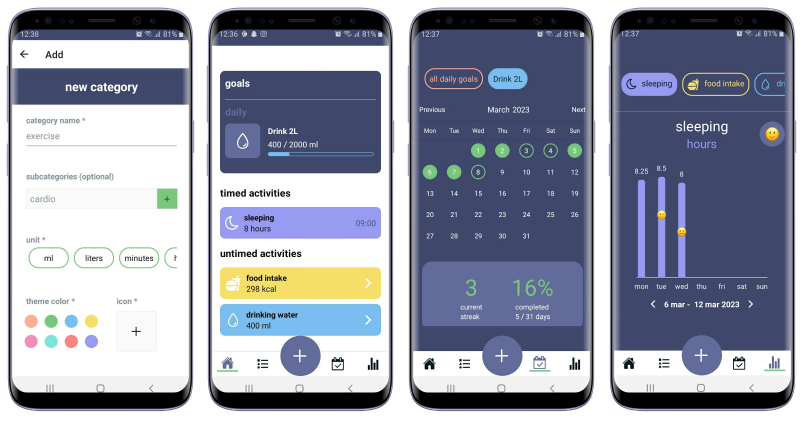 12:38
81%
Add
new category
category name *
exercise
subcategories (optional)
cardio
+
unit *
ml
liters
minutes
theme color *
icon *
+
12:36
81%
goals
daily
Drink 2L
400 / 2000 ml
timed activities
sleeping
8 hours
09:00
untimed activities
food intake
298 kcal
drinking water
400 ml
+
12:37
81%
all daily goals
Drink 2L
Previous
March 2023
Next
Mon Tue Wed Thu Fri Sat Sun
1 2 3 4 5
6 7 8 9 10 11 12
13 14 15 16 17 18 19
20 21 22 23 24 25 26
27 28 29 30 31
3
current
streak
16%
completed
5 / 31 days
+
12:37
81%
sleeping
food intake
dri
sleeping
hours
8.25 8.5 8
mon tue wed thu fri sat sun
6 mar - 12 mar 2023
+